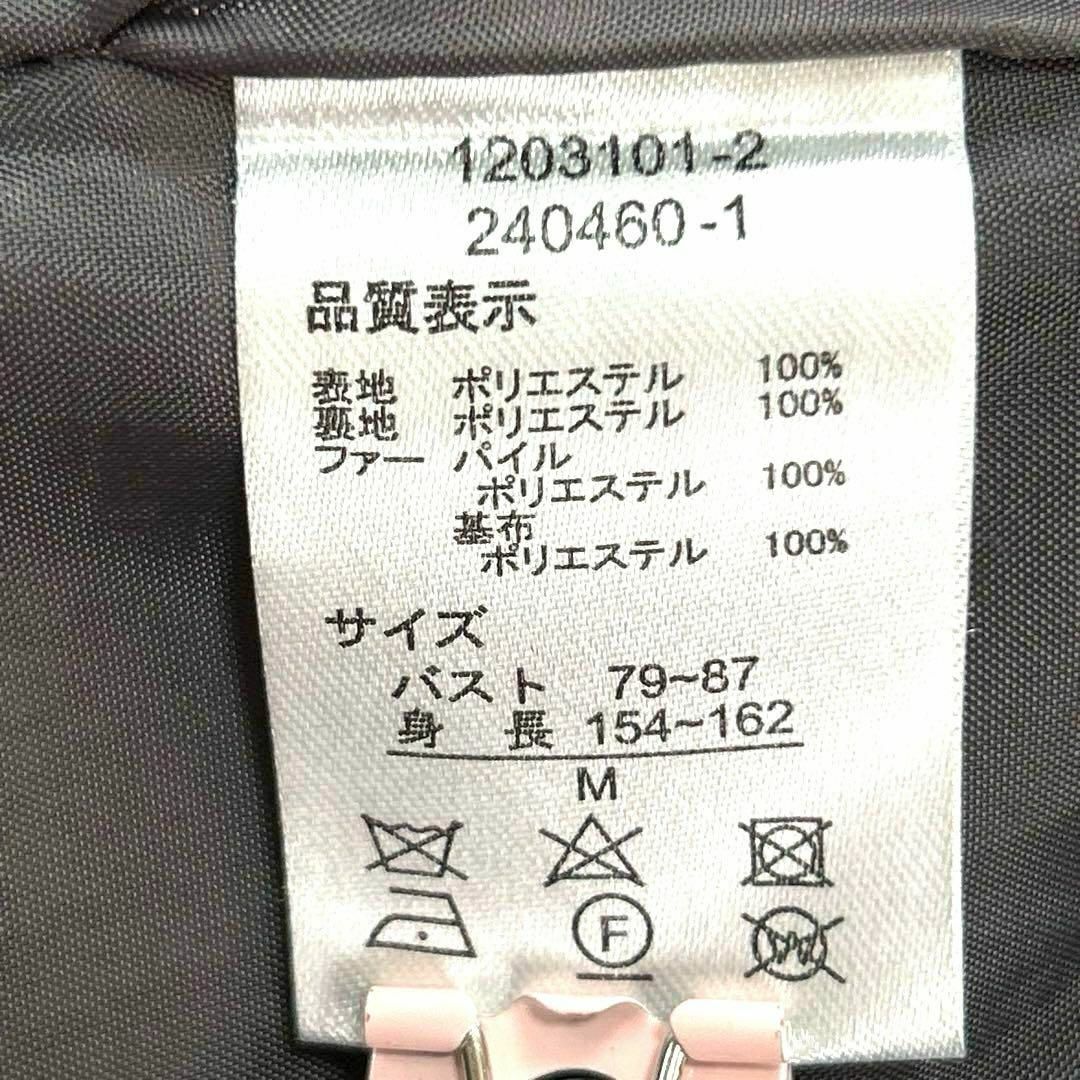 1203101-2
240460-1
品質表示
表地 ポリエステル 100%
裏地 ポリエステル 100%
ファー パイル
ポリエステル 100%
基布
ポリエステル 100%
サイズ
バスト 79~87
身長 154~162
M
F
W